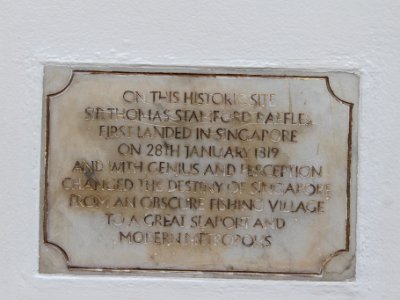 ON THIS HISTORIC SITE
SIR THOMAS STAMFORD RAFFLES
FIRST LANDED IN SINGAPORE
ON 28TH JANUARY 1819
AND WITH GENIUS AND PERCEPTION
CHANGED THE DESTINY OF SINGAPORE
FROM AN OBSCURE FISHING VILLAGE
TO A GREAT SEAPORT AND
MODERN METROPOLIS